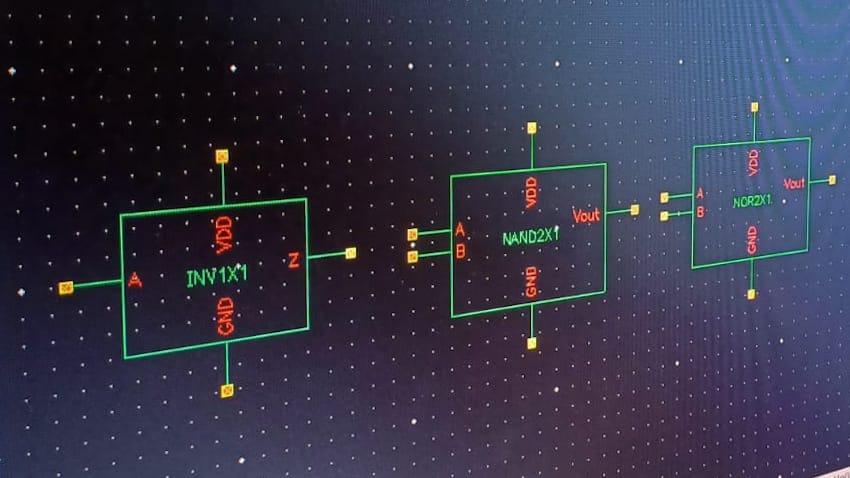 VDD
A
INV1X1
Z
GND
VDD
A
B
NAND2X1
Vout
GND
VDD
A
B
NOR2X1
Vout
GND